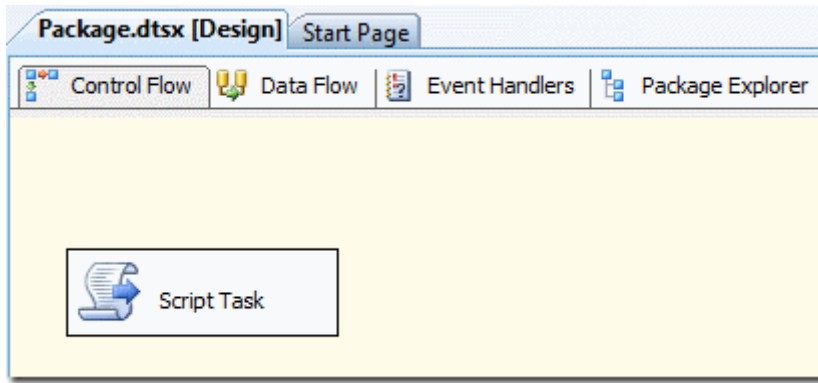 Package.dtsx [Design] Start Page
Control Flow Data Flow Event Handlers Package Explorer
Script Task